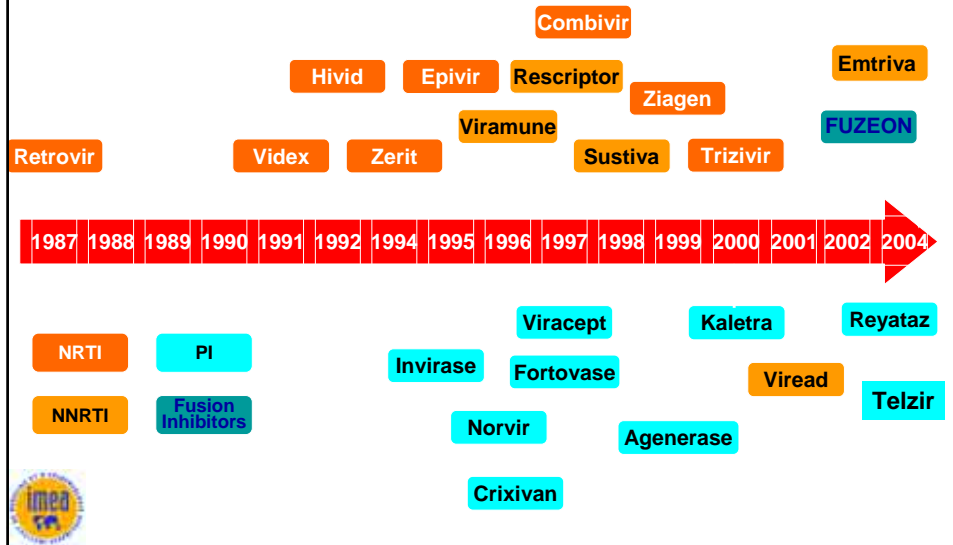 Combivir
Hivid Epivir Rescriptor Emtriva
Ziagen
Viramune FUZEON
Retrovir Videx Zerit Sustiva Trizivir
1987 1988 1989 1990 1991 1992 1994 1995 1996 1997 1998 1999 2000 2001 2002 2004
Viracept Kaletra Reyataz
NRTI PI Invirase Fortovase Viread
Telzir
NNRTI Fusion
Inhibitors
Norvir Agenerase
Crixivan
imea